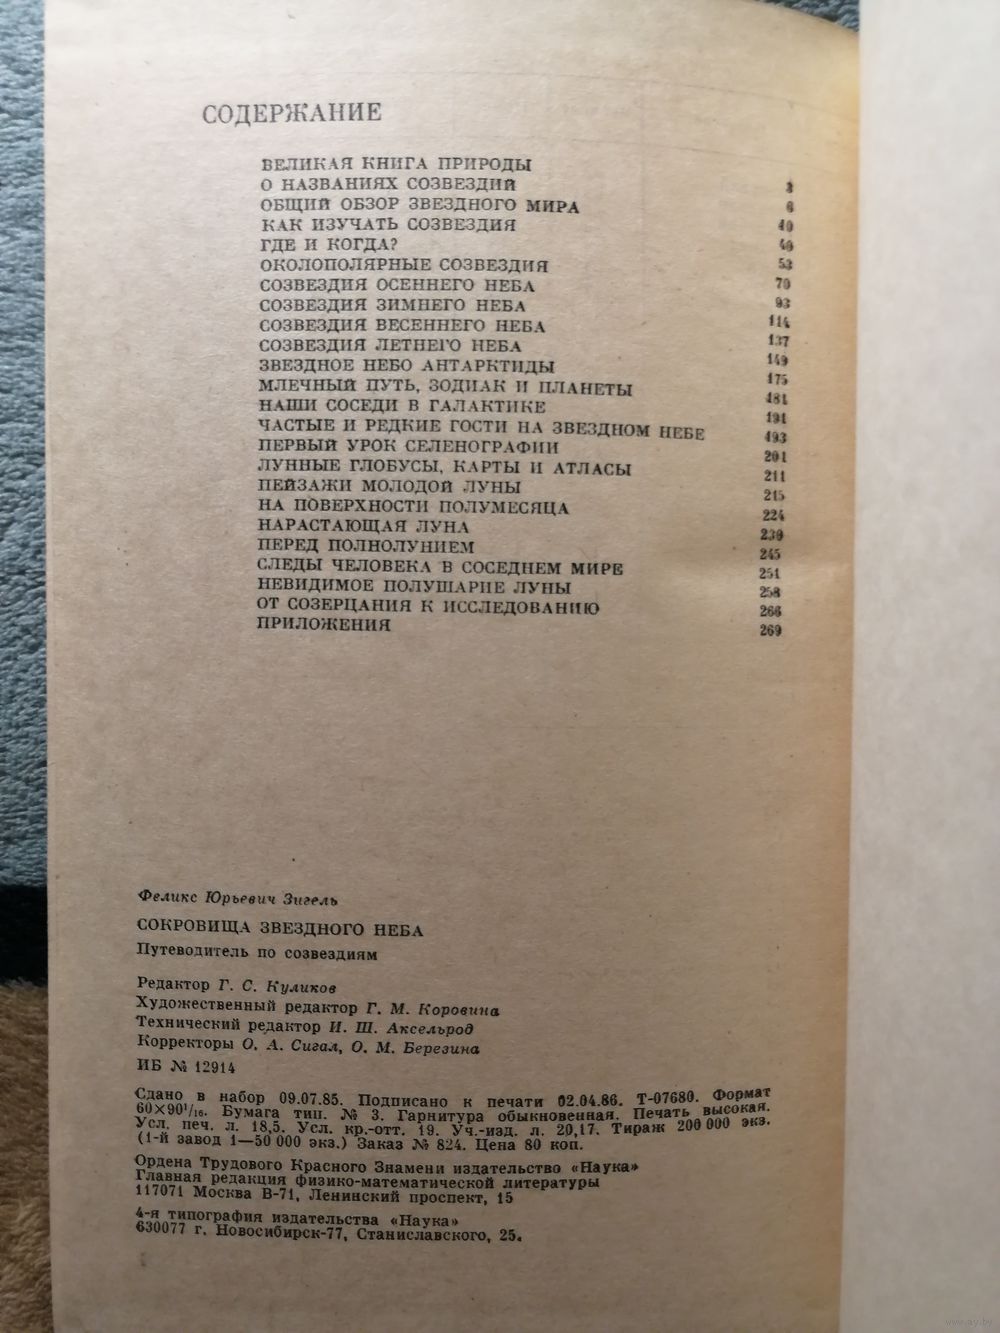 СОДЕРЖАНИЕ
ВЕЛИКАЯ КНИГА ПРИРОДЫ 3
О НАЗВАНИЯХ СОЗВЕЗДИЙ 6
ОБЩИЙ ОБЗОР ЗВЕЗДНОГО МИРА
КАК ИЗУЧАТЬ СОЗВЕЗДИЯ
ГДЕ И КОГДА? 53
ОКОЛОПОЛЯРНЫЕ СОЗВЕЗДИЯ 70
СОЗВЕЗДИЯ ОСЕННЕГО НЕБА 93
СОЗВЕЗДИЯ ЗИМНЕГО НЕБА 114
СОЗВЕЗДИЯ ВЕСЕННЕГО НЕБА 137
СОЗВЕЗДИЯ ЛЕТНЕГО НЕБА 149
ЗВЕЗДНОЕ НЕБО АНТАРКТИДЫ 175
МЛЕЧНЫЙ ПУТЬ, ЗОДИАК И ПЛАНЕТЫ 181
НАШИ СОСЕДИ В ГАЛАКТИКЕ 191
ЧАСТЫЕ И РЕДКИЕ ГОСТИ НА ЗВЕЗДНОМ НЕБЕ 193
ПЕРВЫЙ УРОК СЕЛЕНОГРАФИИ 201
ЛУННЫЕ ГЛОБУСЫ, КАРТЫ И АТЛАСЫ 211
ПЕЙЗАЖИ МОЛОДОЙ ЛУНЫ 215
НА ПОВЕРХНОСТИ ПОЛУМЕСЯЦА 224
НАРАСТАЮЩАЯ ЛУНА 230
ПЕРЕД ПОЛНОЛУНИЕМ 245
СЛЕДЫ ЧЕЛОВЕКА В СОСЕДНЕМ МИРЕ 251
НЕВИДИМОЕ ПОЛУШАРИЕ ЛУНЫ 258
ОТ СОЗЕРЦАНИЯ К ИССЛЕДОВАНИЮ 266
ПРИЛОЖЕНИЯ 269
Феликс Юрьевич Зигель
СОКРОВИЩА ЗВЕЗДНОГО НЕБА
Путеводитель по созвездиям
Редактор Г. С. Куликов
Художественный редактор Г. М. Коровина
Технический редактор И. Ш. Аксельрод
Корректоры О. А. Сигал, О. М. Березина
ИБ № 12914
Сдано в набор 09.07.85. Подписано к печати 02.04.86. Т-07680. Формат
60×90¹/₁₆. Бумага тип. № 3. Гарнитура обыкновенная. Печать высокая.
Усл. печ. л. 18,5. Усл. кр.-отт. 19. Уч.-изд. л. 20,17. Тираж 200 000 экз.
(1-й завод 1—50 000 экз.) Заказ № 824. Цена 80 коп.
Ордена Трудового Красного Знамени издательство «Наука»
Главная редакция физико-математической литературы
117071 Москва В-71, Ленинский проспект, 15
4-я типография издательства «Наука»
630077 г. Новосибирск-77, Станиславского, 25.
www.ay.by